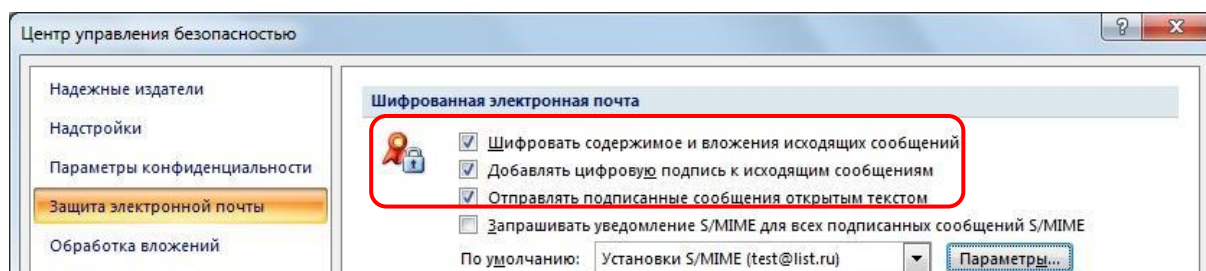 Центр управления безопасностью
Надежные издатели
Надстройки
Параметры конфиденциальности
Защита электронной почты
Обработка вложений
Шифрованная электронная почта
Шифровать содержимое и вложения исходящих сообщений
Добавлять цифровую подпись к исходящим сообщениям
Отправлять подписанные сообщения открытым текстом
Запрашивать уведомление S/MIME для всех подписанных сообщений S/MIME
По умолчанию: Установки S/MIME (test@list.ru) Параметры...